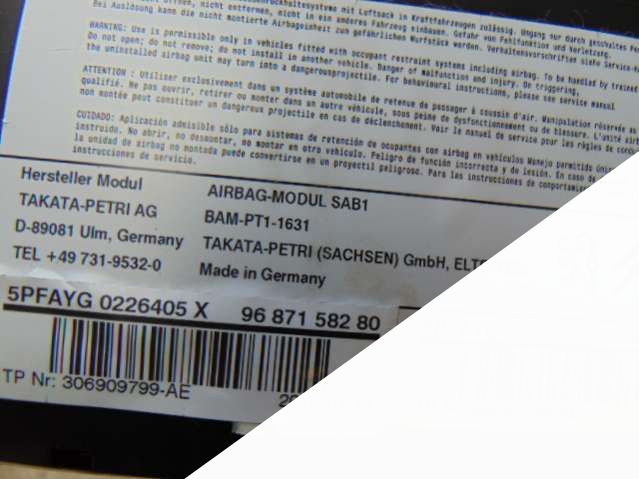 Bei Auslösung kann die nicht montierte Airbageinheit zum gefährlichen Wurfstück werden. Verhaltensvorschriften siehe Service-
WARNING: Use is permissible only in vehicles fitted with occupant restraint systems including airbag. To be handled by trained
Do not open; do not remove; do not install in another vehicle. Danger of malfunction and injury. On triggering,
the uninstalled airbag unit may turn into a dangerous projectile. For behavioural instructions, please see service manual
ATTENTION : Utiliser exclusivement dans un système automobile de retenue de passager à coussin d'air. Manipulation réservée
qualifié. Ne pas ouvrir, retirer ou monter dans un autre véhicule, sous peine de dysfonctionnement ou de blessure. L'unité
non montée peut constituer un dangereux projectile en cas de déclenchement. Voir le manuel de service pour les règles de
CUIDADO: Aplicación admisible sólo para sistemas de retención de ocupantes con airbag en vehículos Manejo permitido
instruido. No abrir, no desmontar, no montar en otro vehículo. Peligro de función incorrecta y de lesión. En caso de
la unidad de airbag no montada puede convertirse en un proyectil peligroso. Para las instrucciones de
instrucciones de servicio.
Hersteller Modul
TAKATA-PETRI AG
D-89081 Ulm, Germany
TEL +49 731-9532-0
AIRBAG-MODUL SAB1
BAM-PT1-1631
TAKATA-PETRI (SACHSEN) GmbH,
Made in Germany
5PFAYG 0226405 X 96 871 582 80
TP Nr: 306909799-AE